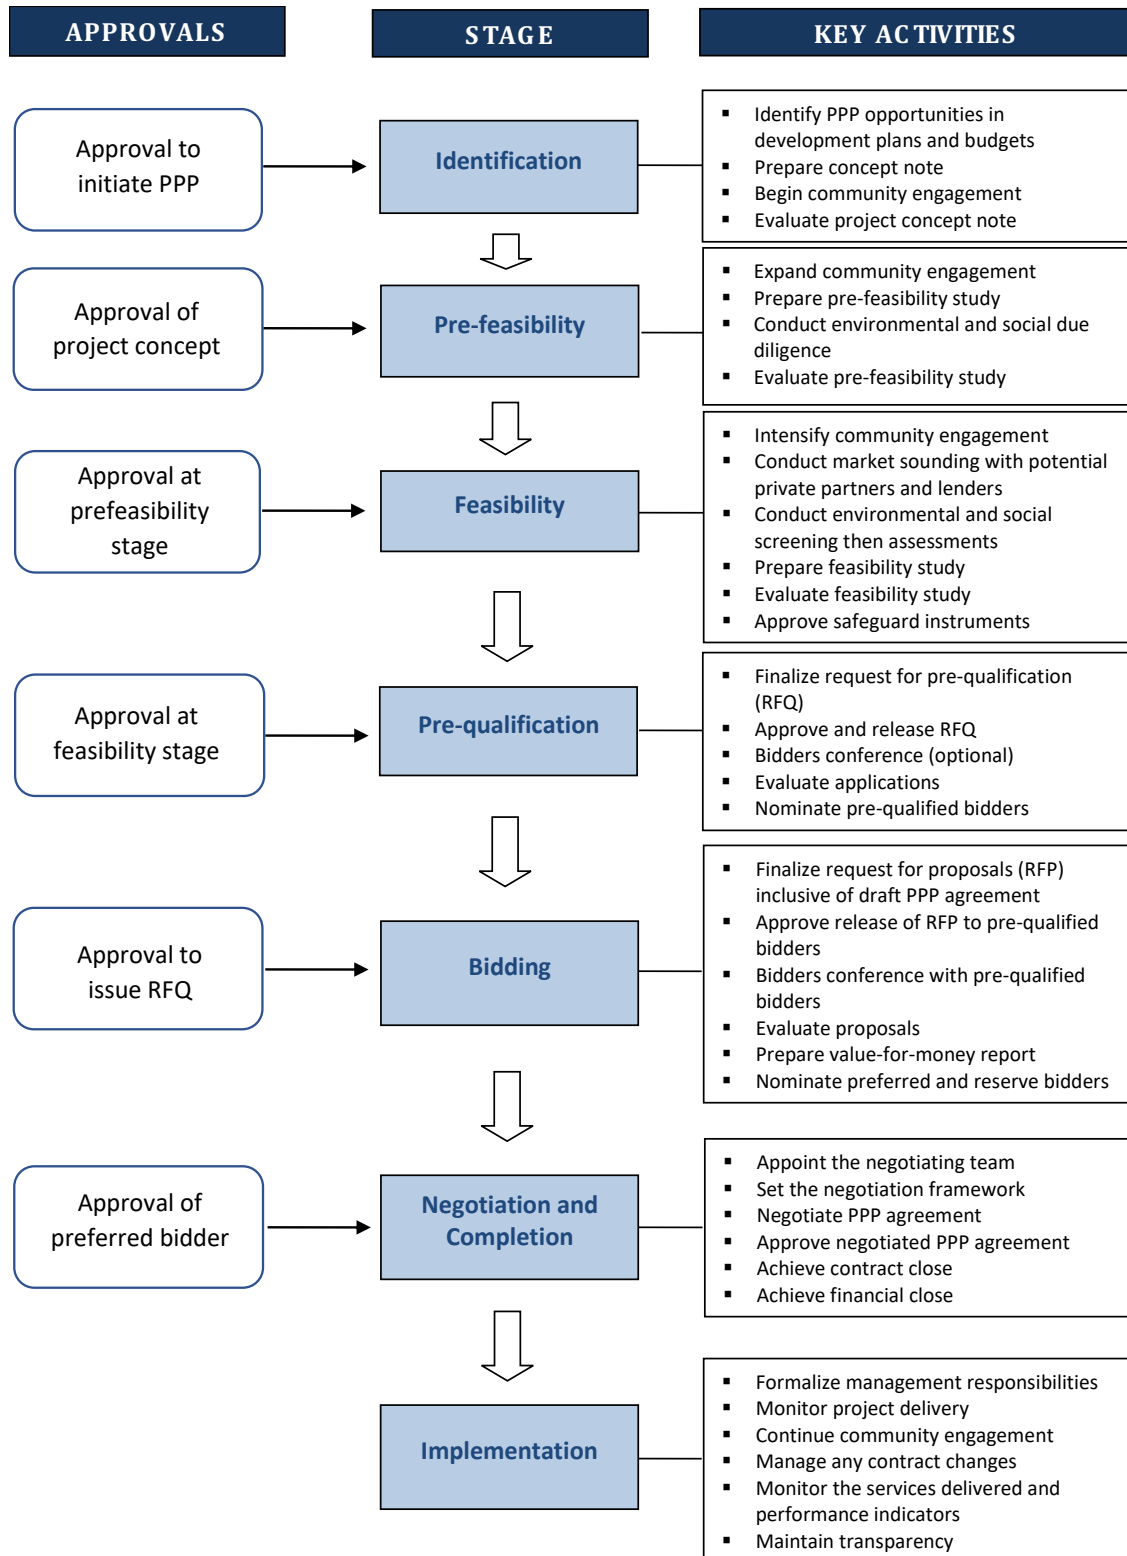 APPROVALS
STAGE
KEY ACTIVITIES
Approval to
initiate PPP
Identification
▪ Identify PPP opportunities in
development plans and budgets
▪ Prepare concept note
▪ Begin community engagement
▪ Evaluate project concept note
Approval of
project concept
Pre-feasibility
▪ Expand community engagement
▪ Prepare pre-feasibility study
▪ Conduct environmental and social due
diligence
▪ Evaluate pre-feasibility study
Approval at
prefeasibility
stage
Feasibility
▪ Intensify community engagement
▪ Conduct market sounding with potential
private partners and lenders
▪ Conduct environmental and social
screening then assessments
▪ Prepare feasibility study
▪ Evaluate feasibility study
▪ Approve safeguard instruments
Approval at
feasibility stage
Pre-qualification
▪ Finalize request for pre-qualification
(RFQ)
▪ Approve and release RFQ
▪ Bidders conference (optional)
▪ Evaluate applications
▪ Nominate pre-qualified bidders
Approval to
issue RFQ
Bidding
▪ Finalize request for proposals (RFP)
inclusive of draft PPP agreement
▪ Approve release of RFP to pre-qualified
bidders
▪ Bidders conference with pre-qualified
bidders
▪ Evaluate proposals
▪ Prepare value-for-money report
▪ Nominate preferred and reserve bidders
Approval of
preferred bidder
Negotiation and
Completion
▪ Appoint the negotiating team
▪ Set the negotiation framework
▪ Negotiate PPP agreement
▪ Approve negotiated PPP agreement
▪ Achieve contract close
▪ Achieve financial close
Implementation
▪ Formalize management responsibilities
▪ Monitor project delivery
▪ Continue community engagement
▪ Manage any contract changes
▪ Monitor the services delivered and
performance indicators
▪ Maintain transparency